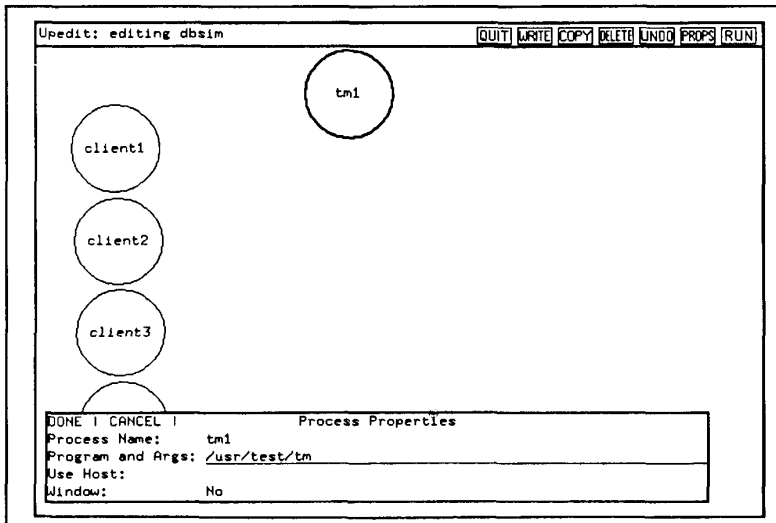 Upedit: editing dbsim QUIT WRITE COPY DELETE UNDO PROPS RUN
tm1
client1
client2
client3
DONE | CANCEL | Process Properties
Process Name: tm1
Program and Args: /usr/test/tm
Use Host:
Window: No